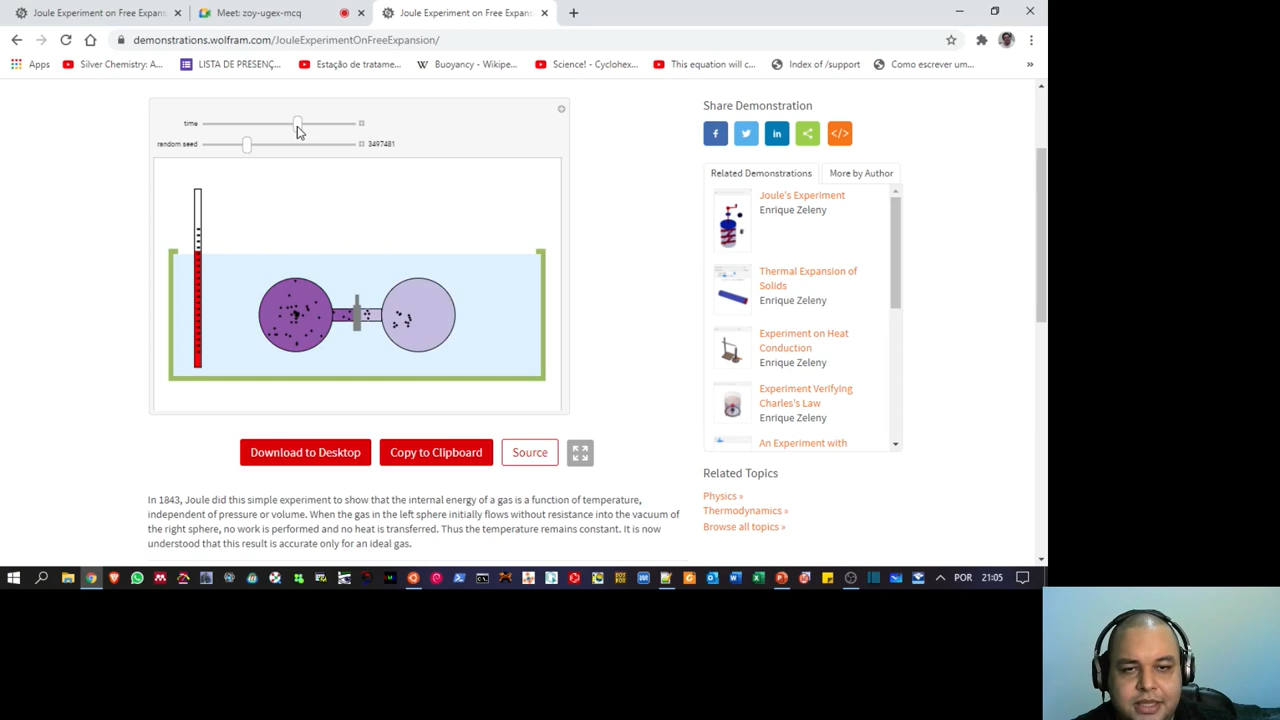 Joule Experiment on Free Expans
Meet: zoy-ugex-mcq
Joule Experiment on Free Expans
demonstrations.wolfram.com/JouleExperimentOnFreeExpansion/
Apps
Silver Chemistry: A...
LISTA DE PRESENÇ...
Estação de tratame...
Buoyancy - Wikipe...
Science! - Cyclohex...
This equation will c...
Index of /support
Como escrever um...
»
time
random seed
3497481
Download to Desktop
Copy to Clipboard
Source
In 1843, Joule did this simple experiment to show that the internal energy of a gas is a function of temperature,
independent of pressure or volume. When the gas in the left sphere initially flows without resistance into the vacuum of
the right sphere, no work is performed and no heat is transferred. Thus the temperature remains constant. It is now
understood that this result is accurate only for an ideal gas.
Share Demonstration
Related Demonstrations
More by Author
Joule's Experiment
Enrique Zeleny
Thermal Expansion of
Solids
Enrique Zeleny
Experiment on Heat
Conduction
Enrique Zeleny
Experiment Verifying
Charles's Law
Enrique Zeleny
An Experiment with
Related Topics
Physics »
Thermodynamics »
Browse all topics »
POR
21:05